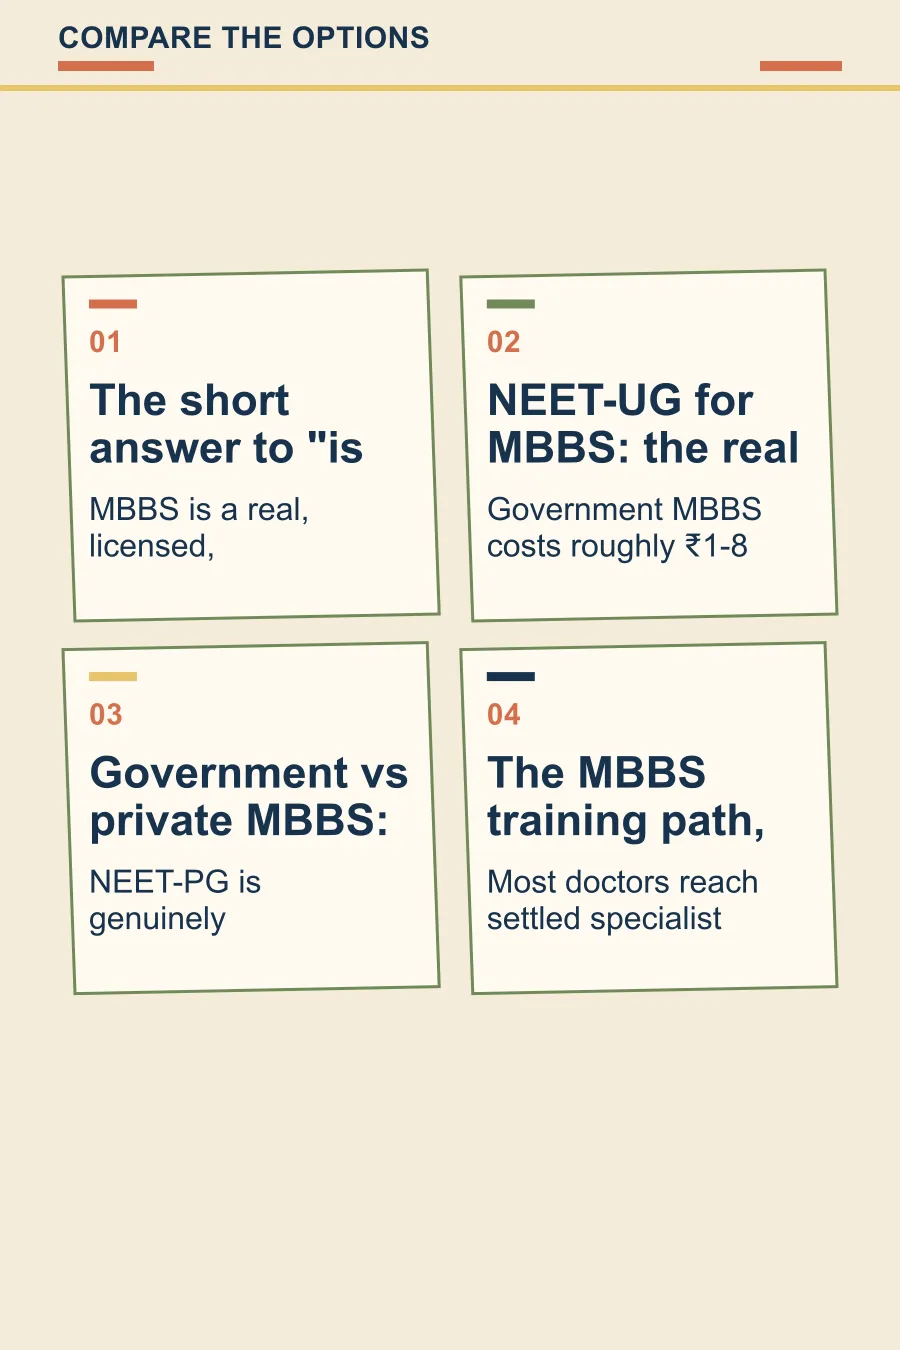 COMPARE THE OPTIONS
01
The short
answer to "is
MBBS is a real,
licensed,
02
NEET-UG for
MBBS: the real
Government MBBS
costs roughly ₹1-8
03
Government vs
private MBBS:
NEET-PG is
genuinely
04
The MBBS
training path,
Most doctors reach
settled specialist